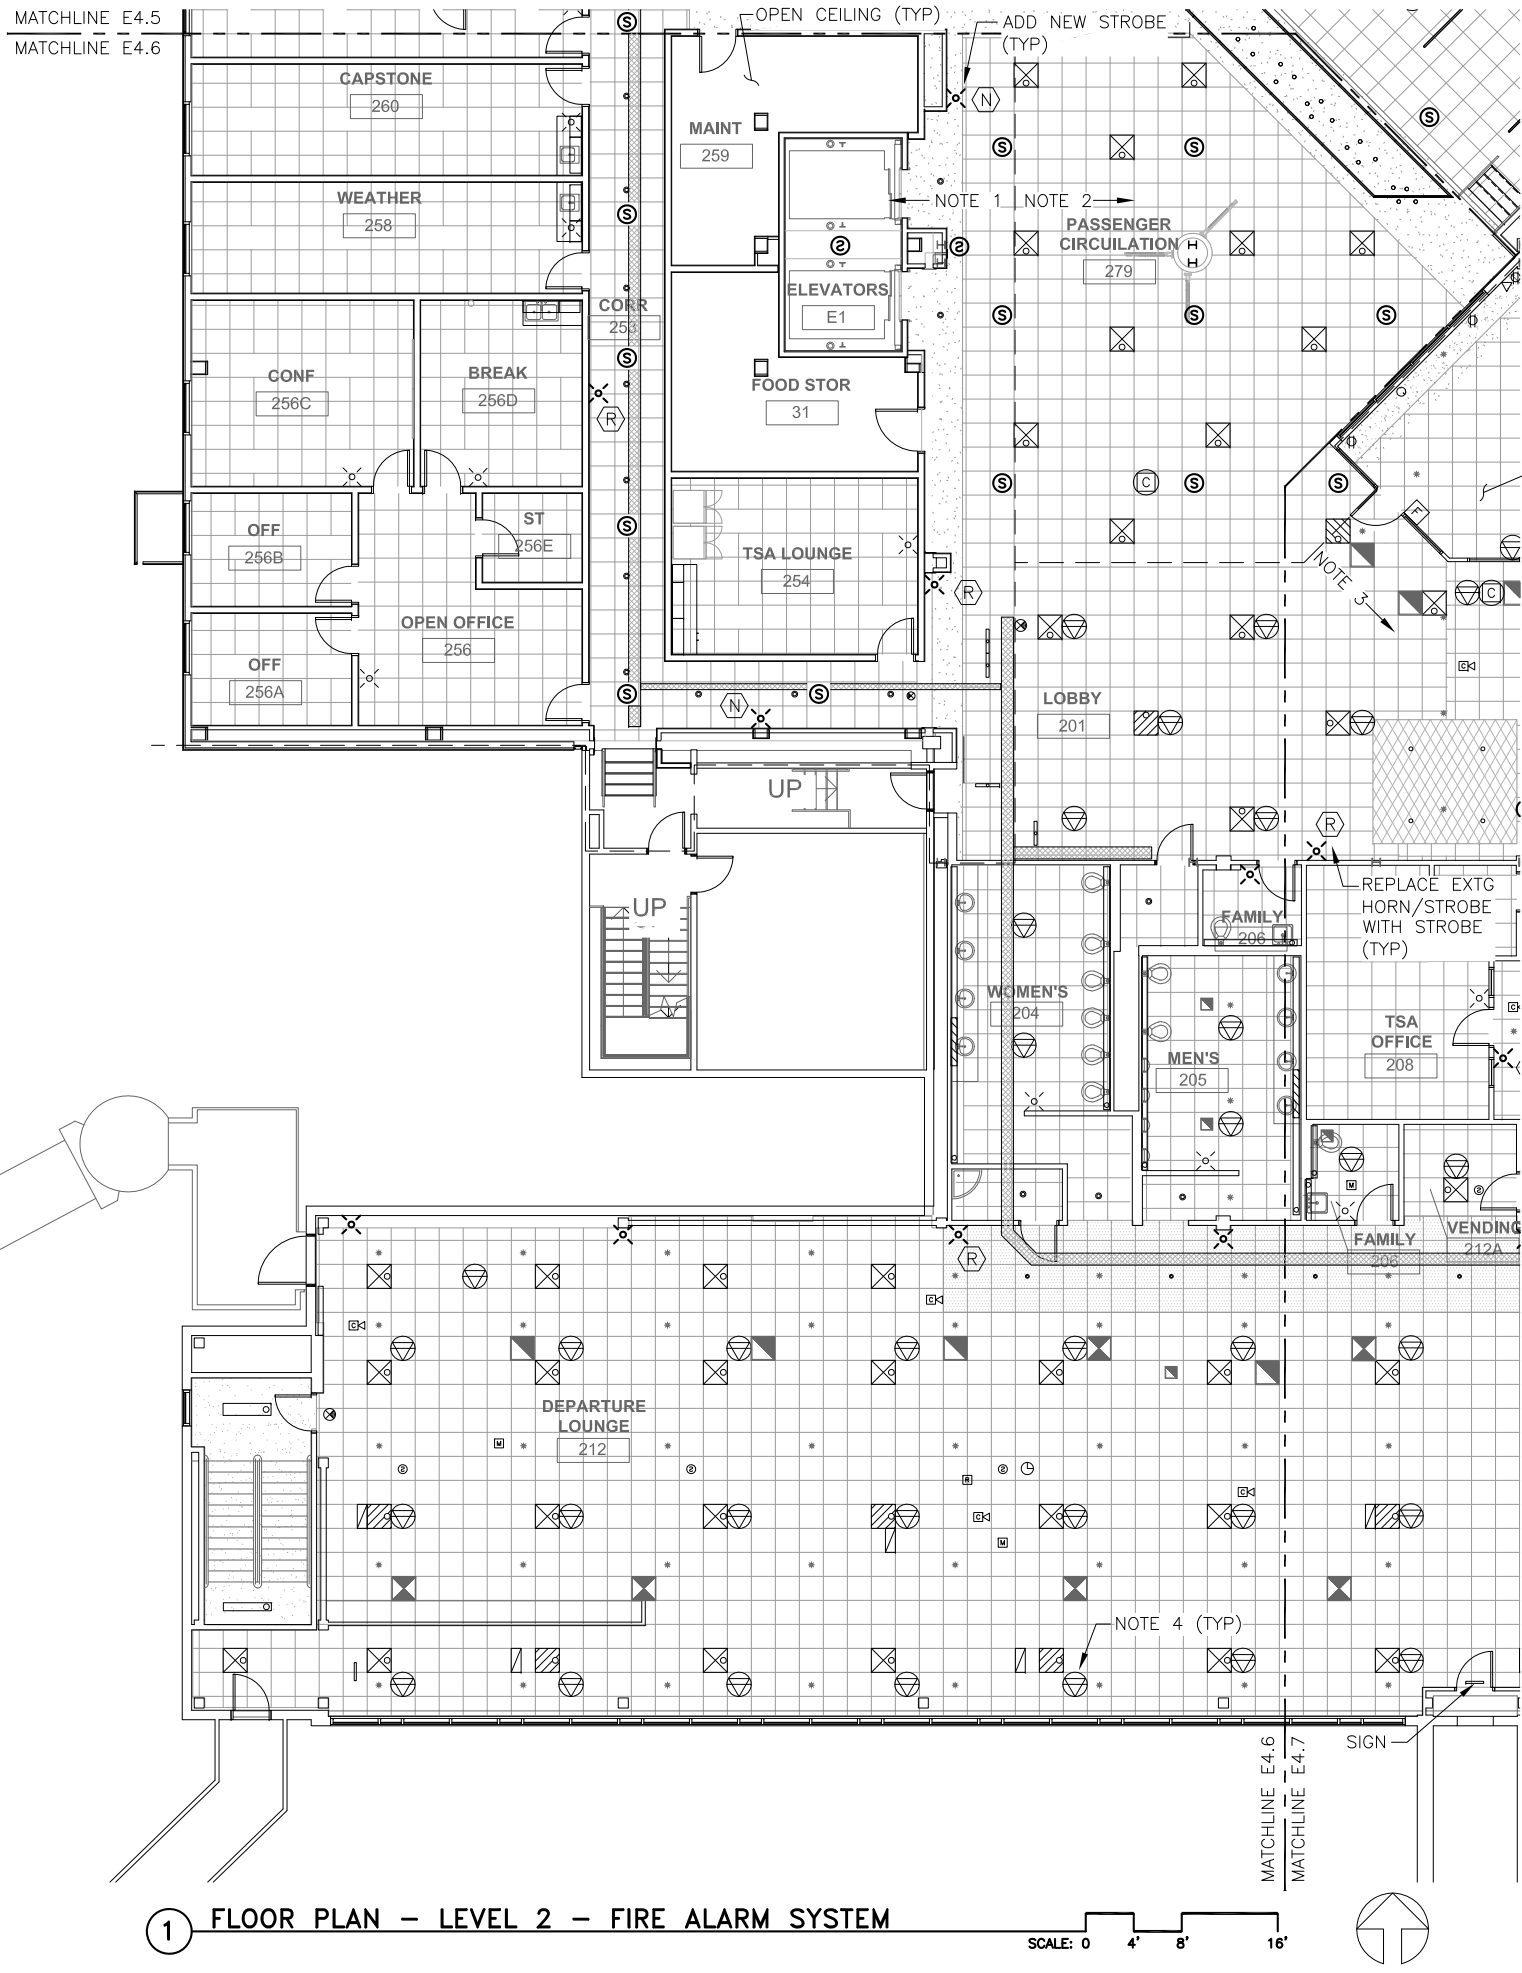 MATCHLINE E4.5
MATCHLINE E4.6
OPEN CEILING (TYP)
ADD NEW STROBE
(TYP)
N
CAPSTONE
260
MAINT
259
WEATHER
258
NOTE 1
NOTE 2
PASSENGER
CIRCUILATION
279
H
H
S
ELEVATORS
E1
CORR
253
CONF
256C
BREAK
256D
R
FOOD STOR
31
C
F
OFF
256B
ST
256E
TSA LOUNGE
254
R
NOTE 3
C
OPEN OFFICE
256
OFF
256A
N
LOBBY
201
UP
R
REPLACE EXTG
HORN/STROBE
WITH STROBE
(TYP)
UP
FAMILY
206
WOMEN'S
204
TSA
OFFICE
208
MEN'S
205
M
VENDING
212A
FAMILY
206
R
DEPARTURE
LOUNGE
212
M
M
NOTE 4 (TYP)
SIGN
MATCHLINE E4.6
MATCHLINE E4.7
1
FLOOR PLAN - LEVEL 2 - FIRE ALARM SYSTEM
SCALE: 0 4' 8' 16'